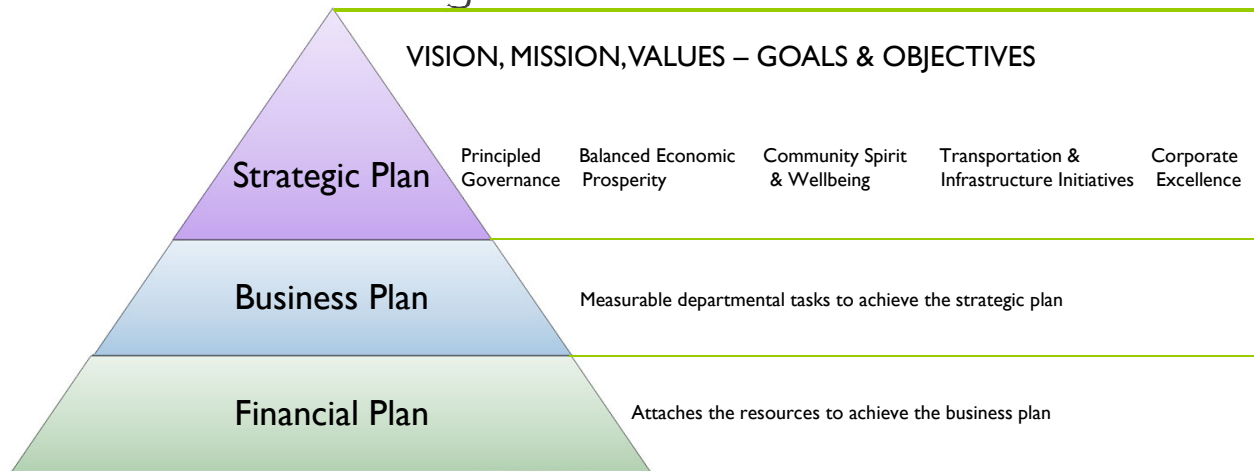 VISION, MISSION, VALUES – GOALS & OBJECTIVES
Strategic Plan
Principled
Governance
Balanced Economic
Prosperity
Community Spirit
& Wellbeing
Transportation &
Infrastructure Initiatives
Corporate
Excellence
Business Plan
Measurable departmental tasks to achieve the strategic plan
Financial Plan
Attaches the resources to achieve the business plan